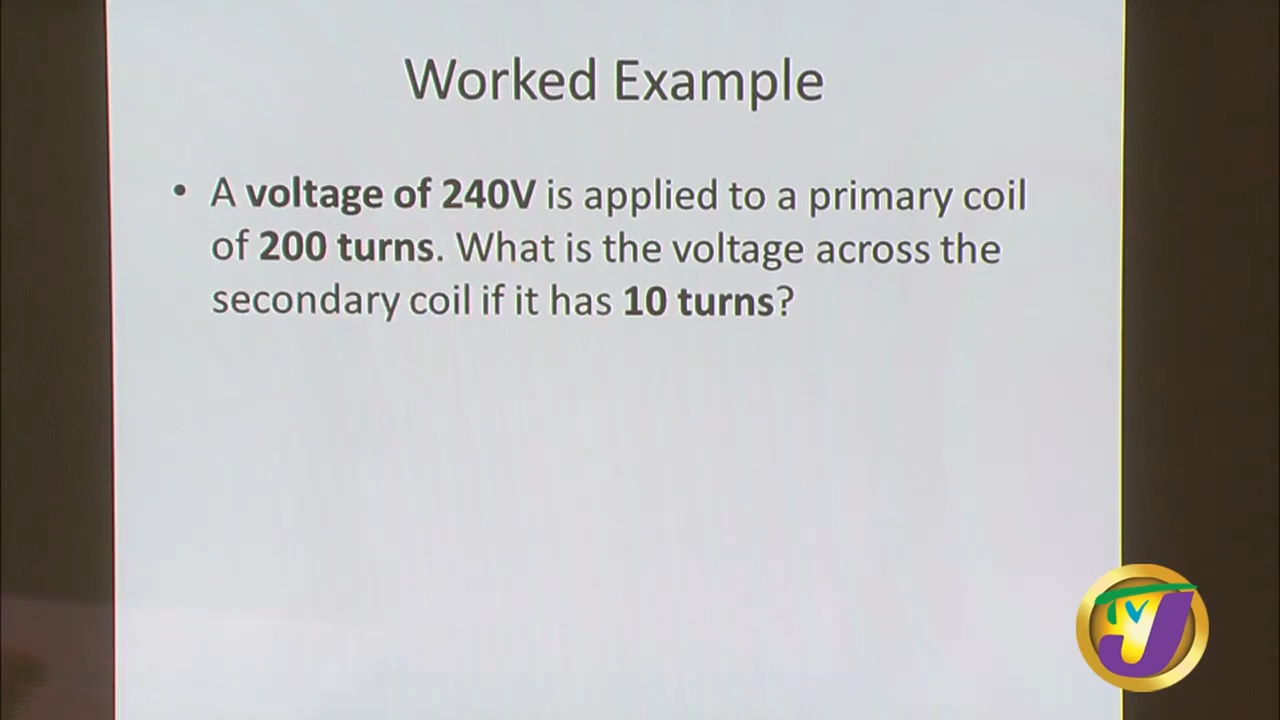 Worked Example
• A voltage of 240V is applied to a primary coil
of 200 turns. What is the voltage across the
secondary coil if it has 10 turns?
TVJ